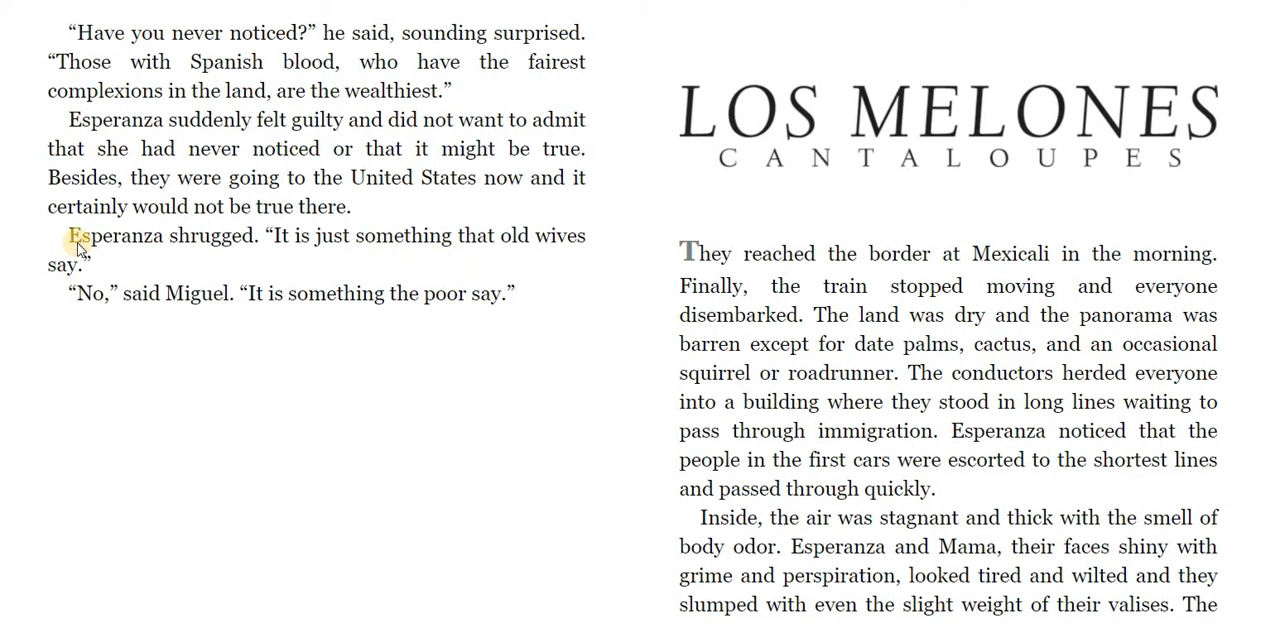 “Have you never noticed?” he said, sounding surprised.
“Those with Spanish blood, who have the fairest
complexions in the land, are the wealthiest.”
Esperanza suddenly felt guilty and did not want to admit
that she had never noticed or that it might be true.
Besides, they were going to the United States now and it
certainly would not be true there.
Esperanza shrugged. “It is just something that old wives
say.”
“No,” said Miguel. “It is something the poor say.”
LOS MELONES
CANTALOUPES
They reached the border at Mexicali in the morning.
Finally, the train stopped moving and everyone
disembarked. The land was dry and the panorama was
barren except for date palms, cactus, and an occasional
squirrel or roadrunner. The conductors herded everyone
into a building where they stood in long lines waiting to
pass through immigration. Esperanza noticed that the
people in the first cars were escorted to the shortest lines
and passed through quickly.
Inside, the air was stagnant and thick with the smell of
body odor. Esperanza and Mama, their faces shiny with
grime and perspiration, looked tired and wilted and they
slumped with even the slight weight of their valises. The